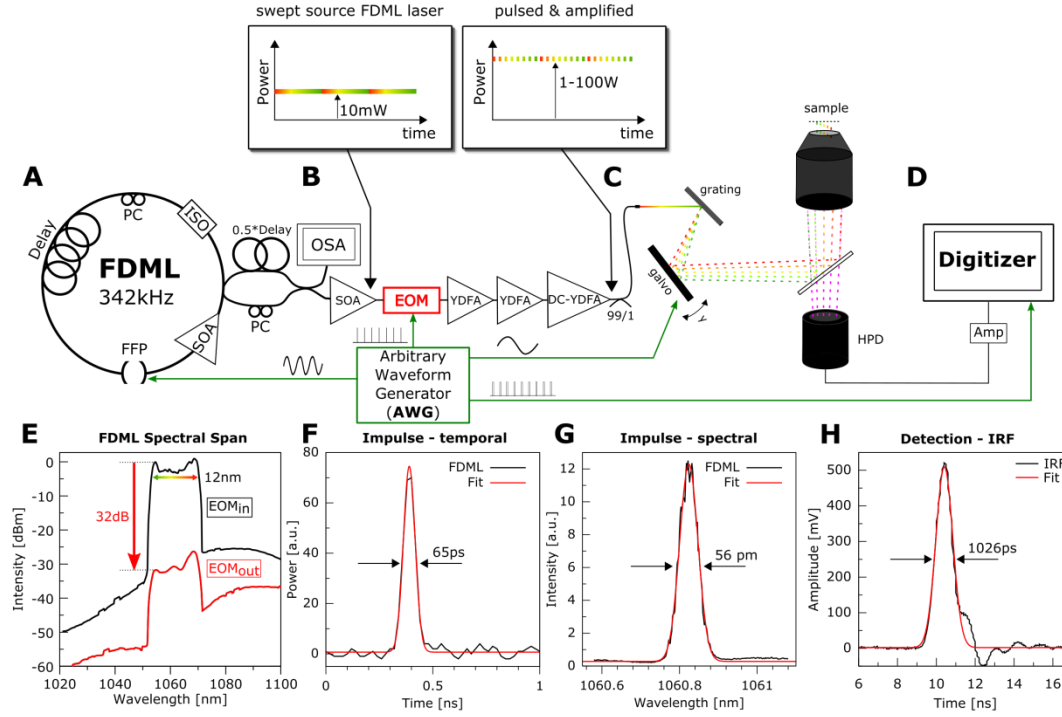 swept source FDML laser
pulsed & amplified
Power
10mW
time
Power
1-100W
time
sample
A
B
C
D
PC
ISO
Delay
FDML
342kHz
SOA
FFP
0.5*Delay
PC
OSA
SOA
EOM
YDFA
YDFA
DC-YDFA
99/1
grating
galvo
y
HPD
Amp
Digitizer
Arbitrary
Waveform
Generator
(AWG)
E
FDML Spectral Span
0
-10
-20
-30
-40
-50
-60
Intensity [dBm]
12nm
32dB
EOMin
EOMout
1020
1040
1060
1080
1100
Wavelength [nm]
F
Impulse - temporal
80
60
40
20
0
Power [a.u.]
FDML
Fit
65ps
0
0.5
1
Time [ns]
G
Impulse - spectral
12
10
8
6
4
2
0
Intensity [a.u.]
FDML
Fit
56 pm
1060.6
1060.8
1061
Wavelength [nm]
H
Detection - IRF
500
400
300
200
100
0
Amplitude [mV]
IRF
Fit
1026ps
6
8
10
12
14
16
Time [ns]